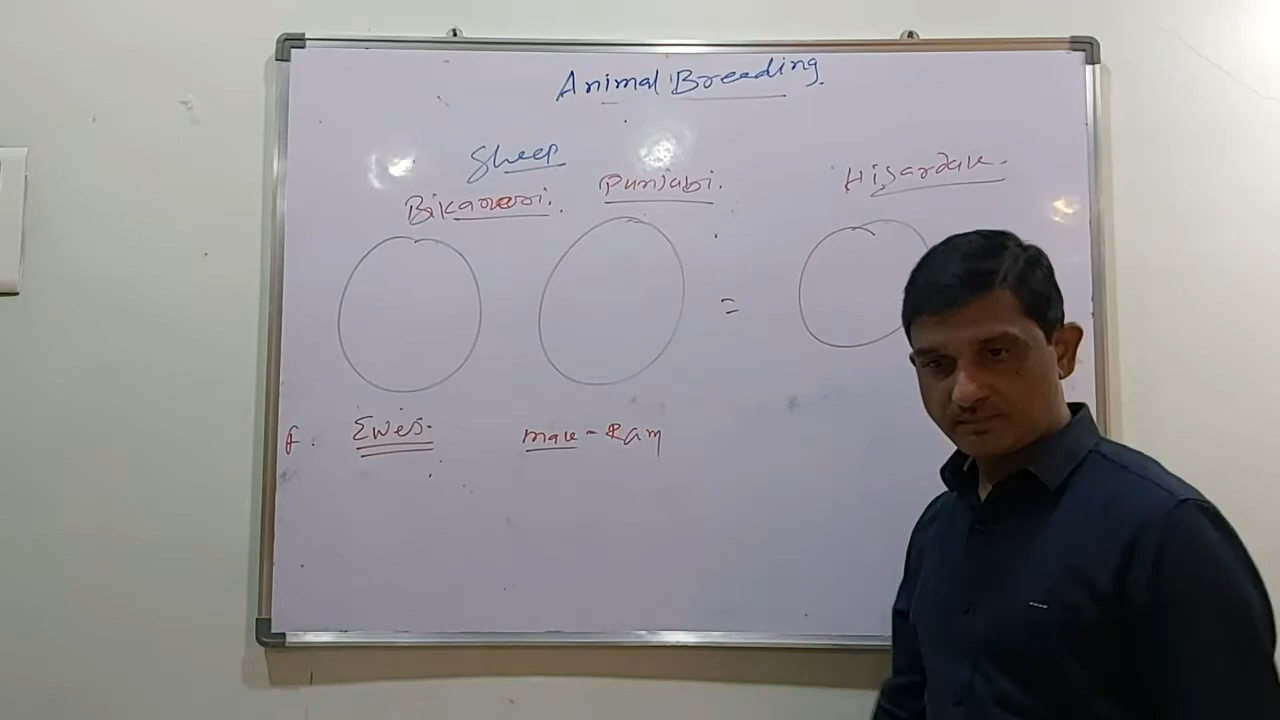 Animal Breeding.
Sheep
Bikaneri. Punjabi. Hisardale.
=
f. Ewes. male - Ram